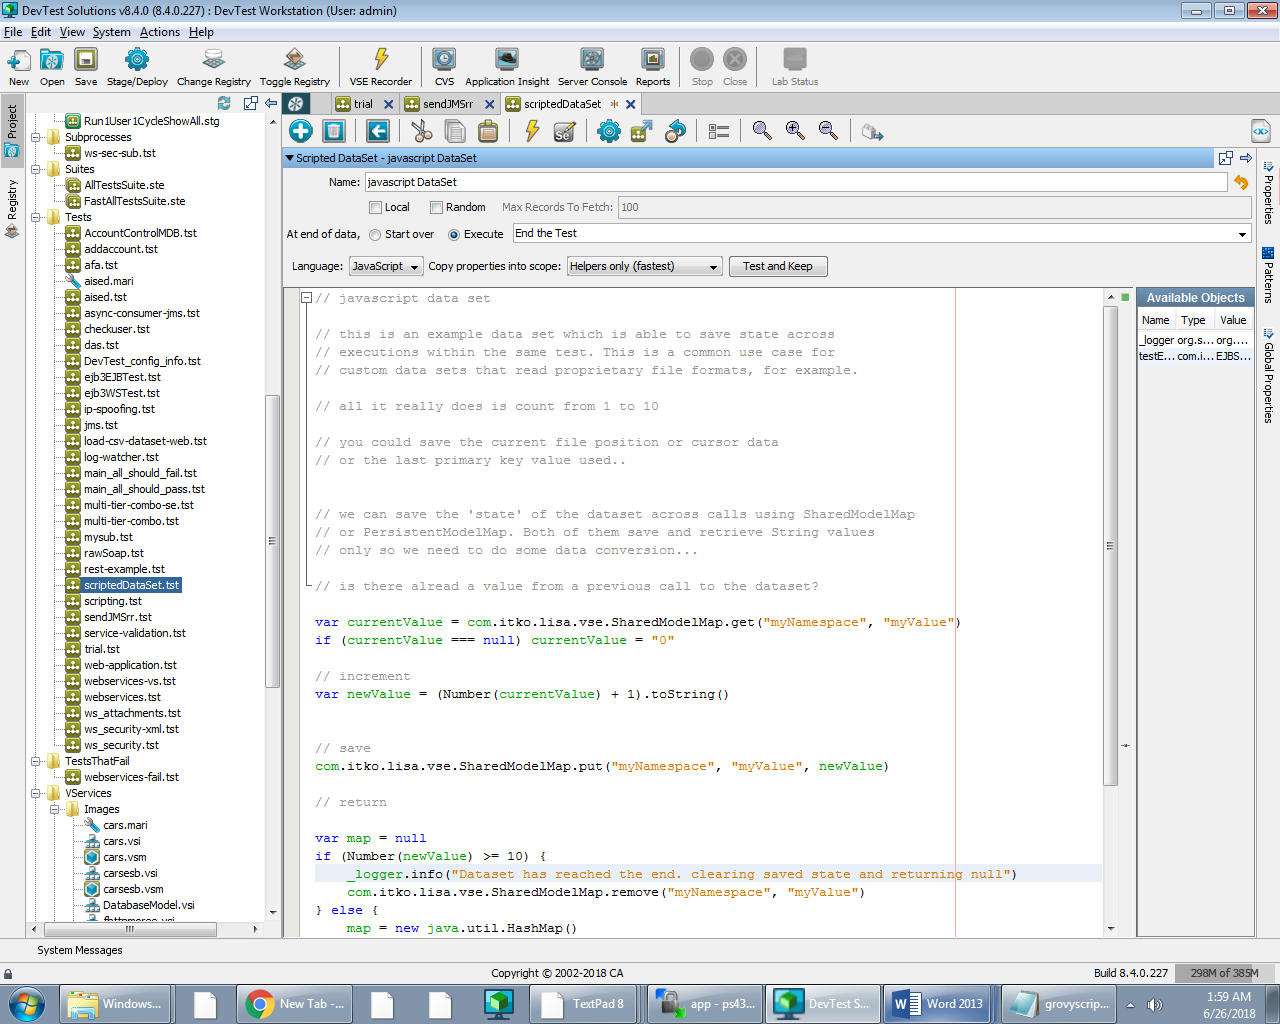 DevTest Solutions v8.4.0 (8.4.0.227) : DevTest Workstation (User: admin)
File Edit View System Actions Help
New Open Save Stage/Deploy Change Registry Toggle Registry VSE Recorder CVS Application Insight Server Console Reports Stop Close Lab Status
Project
Registry
Run1User1CycleShowAll.stg
Subprocesses
ws-sec-sub.tst
Suites
AllTestsSuite.ste
FastAllTestsSuite.ste
Tests
AccountControlMDB.tst
addaccount.tst
afa.tst
aised.mari
aised.tst
async-consumer-jms.tst
checkuser.tst
das.tst
DevTest_config_info.tst
ejb3EJBTest.tst
ejb3WSTest.tst
ip-spoofing.tst
jms.tst
load-csv-dataset-web.tst
log-watcher.tst
main_all_should_fail.tst
main_all_should_pass.tst
multi-tier-combo-se.tst
multi-tier-combo.tst
mysub.tst
rawSoap.tst
rest-example.tst
scriptedDataSet.tst
scripting.tst
sendJMSrr.tst
service-validation.tst
trial.tst
web-application.tst
webservices-vs.tst
webservices.tst
ws_attachments.tst
ws_security-xml.tst
ws_security.tst
TestsThatFail
webservices-fail.tst
VServices
Images
cars.mari
cars.vsi
cars.vsm
carsesb.vsi
carsesb.vsm
DatabaseModel.vsi
trial sendJMSrr scriptedDataSet
Scripted DataSet - javascript DataSet
Name: javascript DataSet
Local Random Max Records To Fetch: 100
At end of data, Start over Execute End the Test
Language: JavaScript Copy properties into scope: Helpers only (fastest) Test and Keep
// javascript data set
// this is an example data set which is able to save state across
// executions within the same test. This is a common use case for
// custom data sets that read proprietary file formats, for example.
// all it really does is count from 1 to 10
// you could save the current file position or cursor data
// or the last primary key value used..
// we can save the 'state' of the dataset across calls using SharedModelMap
// or PersistentModelMap. Both of them save and retrieve String values
// only so we need to do some data conversion...
// is there alread a value from a previous call to the dataset?
var currentValue = com.itko.lisa.vse.SharedModelMap.get("myNamespace", "myValue")
if (currentValue === null) currentValue = "0"
// increment
var newValue = (Number(currentValue) + 1).toString()
// save
com.itko.lisa.vse.SharedModelMap.put("myNamespace", "myValue", newValue)
// return
var map = null
if (Number(newValue) >= 10) {
_logger.info("Dataset has reached the end. clearing saved state and returning null")
com.itko.lisa.vse.SharedModelMap.remove("myNamespace", "myValue")
} else {
map = new java.util.HashMap()
Available Objects
Name Type Value
_logger org.s... org....
testE... com.i... EJBS...
Properties
Patterns
Global Properties
System Messages
Copyright © 2002-2018 CA
Build 8.4.0.227 298M of 385M
Windows... New Tab -... TextPad 8 app - ps43... DevTest S... Word 2013 grovyscrip...
1:59 AM
6/26/2018